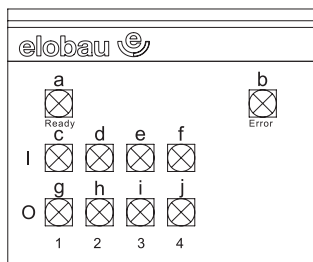 elobau e
a b
Ready Error
c d e f
I
g h i j
O
1 2 3 4